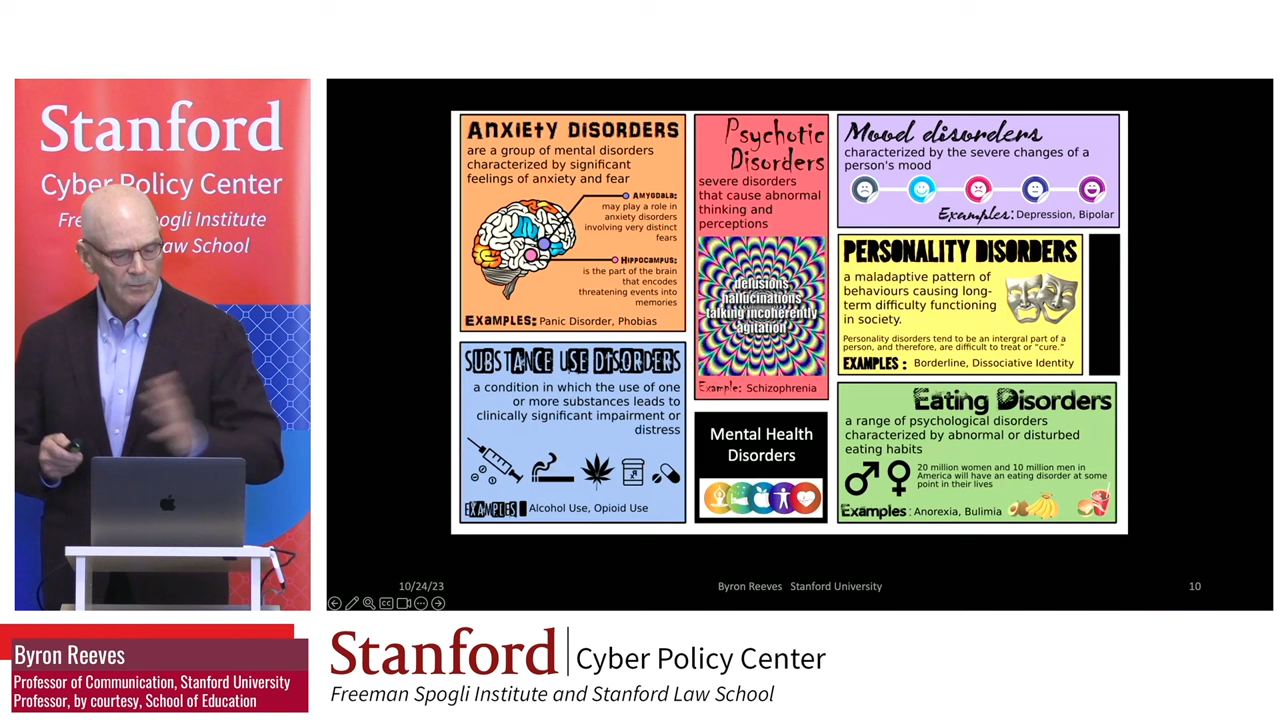 Stanford
Cyber Policy Center
Spogli Institute
Law School
ANXIETY DISORDERS
are a group of mental disorders
characterized by significant
feelings of anxiety and fear
AMYGDALA:
may play a role in
anxiety disorders
involving very distinct
fears
HIPPOCAMPUS:
is the part of the brain
that encodes
threatening events into
memories
EXAMPLES: Panic Disorder, Phobias
SUBSTANCE USE DISORDERS
a condition in which the use of one
or more substances leads to
clinically significant impairment or
distress
EXAMPLES Alcohol Use, Opioid Use
Psychotic
Disorders
severe disorders
that cause abnormal
thinking and
perceptions
delusions
hallucinations
talking incoherently
agitation
Example: Schizophrenia
Mental Health
Disorders
Mood disorders
characterized by the severe changes of a
person's mood
Examples: Depression, Bipolar
PERSONALITY DISORDERS
a maladaptive pattern of
behaviours causing long-
term difficulty functioning
in society.
Personality disorders tend to be an intergral part of a
person, and therefore, are difficult to treat or “cure.”
EXAMPLES : Borderline, Dissociative Identity
Eating Disorders
a range of psychological disorders
characterized by abnormal or disturbed
eating habits
20 million women and 10 million men in
America will have an eating disorder at some
point in their lives
Examples : Anorexia, Bulimia
10/24/23
Byron Reeves Stanford University
10
CC
Byron Reeves
Professor of Communication, Stanford University
Professor, by courtesy, School of Education
Stanford | Cyber Policy Center
Freeman Spogli Institute and Stanford Law School